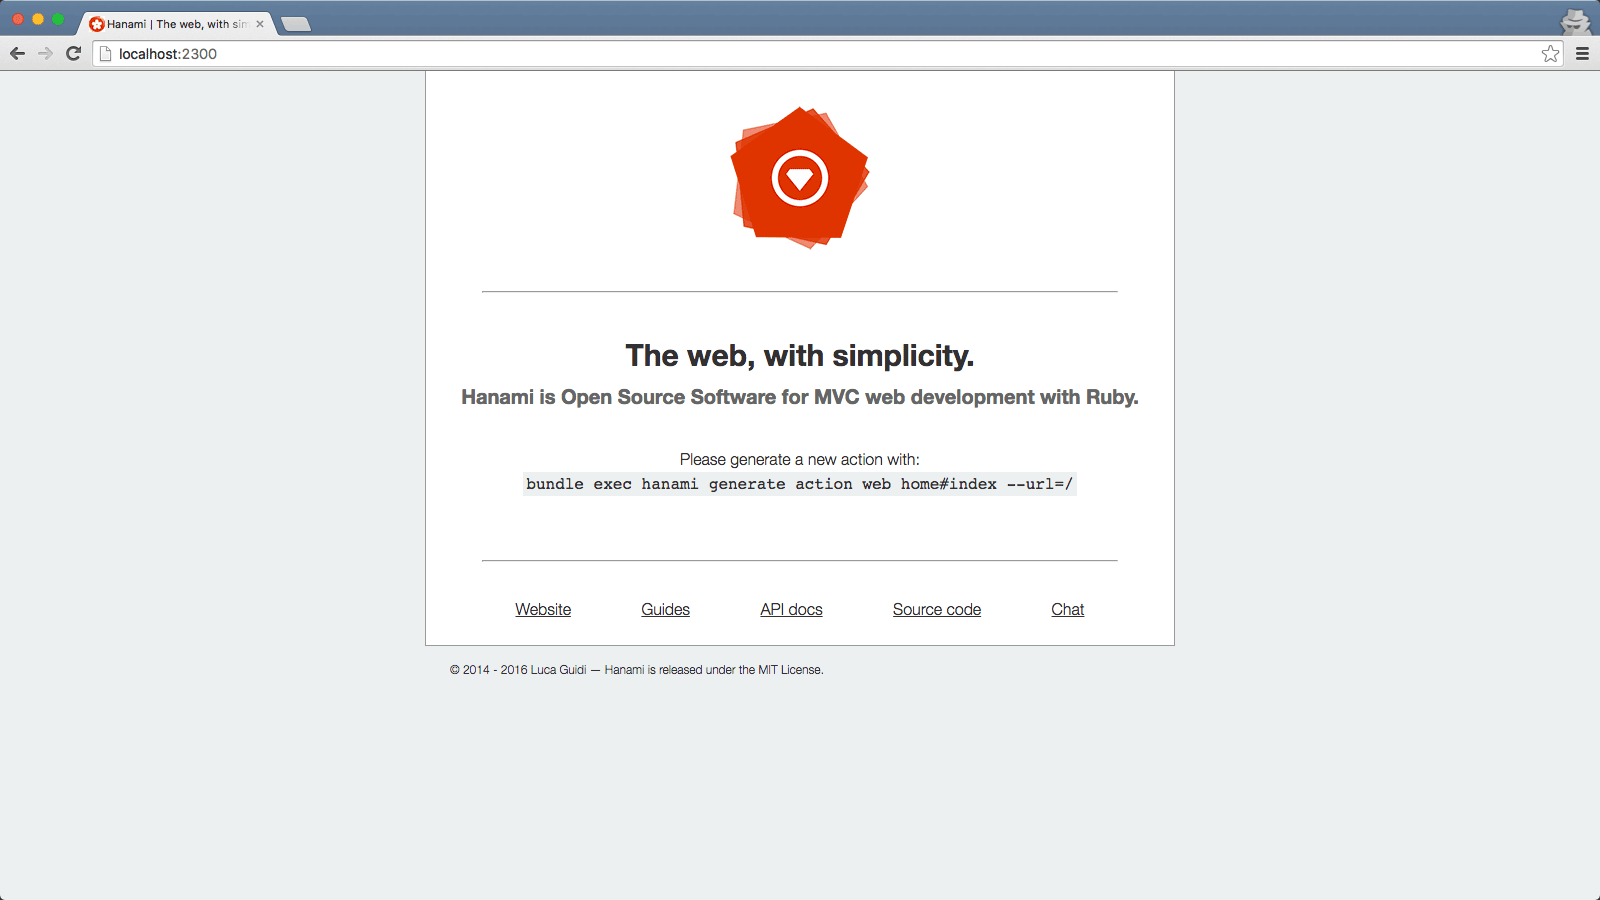 Hanami | The web, with sim
localhost:2300
The web, with simplicity.
Hanami is Open Source Software for MVC web development with Ruby.
Please generate a new action with:
bundle exec hanami generate action web home#index --url=/
Website Guides API docs Source code Chat
© 2014 - 2016 Luca Guidi — Hanami is released under the MIT License.